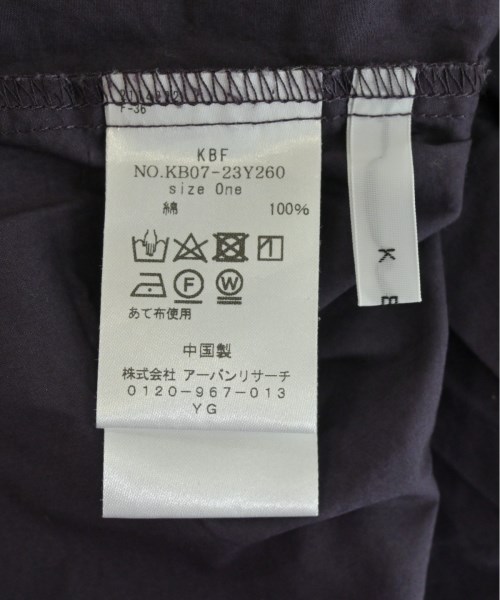 F-36
KBF
NO.KB07-23Y260
size One
綿 100%
F W
あて布使用
中国製
株式会社 アーバンリサーチ
0120-967-013
YG
K